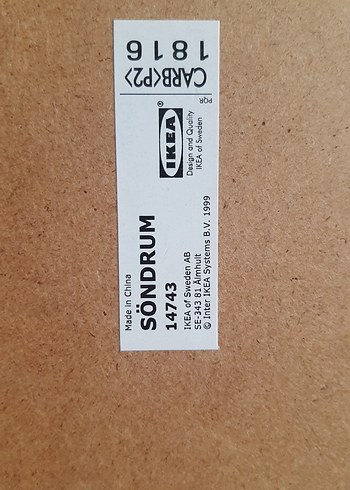 Made in China
SÖNDRUM
14743
IKEA of Sweden AB
SE-343 81 Älmhult
© Inter IKEA Systems B.V. 1999
IKEA®
Design and Quality
IKEA of Sweden
PQR
CARB<P2>
1816